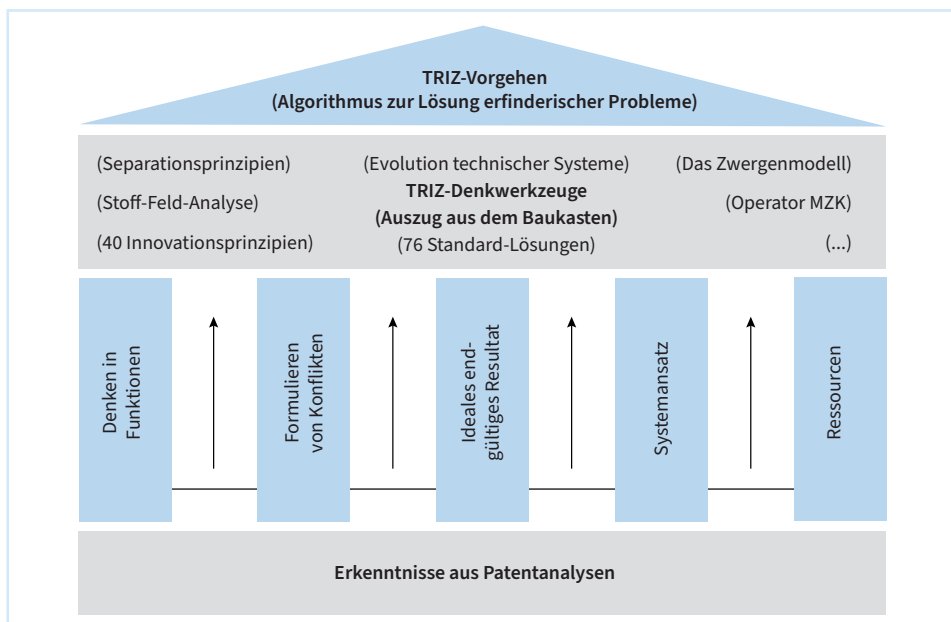 TRIZ-Vorgehen
(Algorithmus zur Lösung erfinderischer Probleme)
(Separationsprinzipien)
(Evolution technischer Systeme)
(Das Zwergenmodell)
TRIZ-Denkwerkzeuge
(Stoff-Feld-Analyse)
(Auszug aus dem Baukasten)
(Operator MZK)
(40 Innovationsprinzipien)
(76 Standard-Lösungen)
(...)
Denken in
Funktionen
Formulieren
von Konflikten
Ideales end-
gültiges Resultat
Systemansatz
Ressourcen
Erkenntnisse aus Patentanalysen